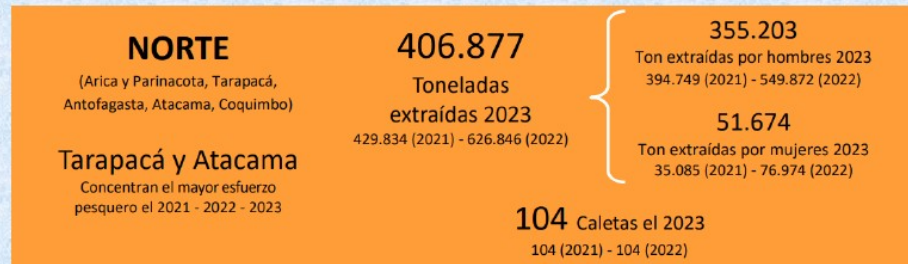 NORTE
(Arica y Parinacota, Tarapacá,
Antofagasta, Atacama, Coquimbo)
Tarapacá y Atacama
Concentran el mayor esfuerzo
pesquero el 2021 - 2022 - 2023
406.877
Toneladas
extraídas 2023
429.834 (2021) - 626.846 (2022)
355.203
Ton extraídas por hombres 2023
394.749 (2021) - 549.872 (2022)
51.674
Ton extraídas por mujeres 2023
35.085 (2021) - 76.974 (2022)
104 Caletas el 2023
104 (2021) - 104 (2022)